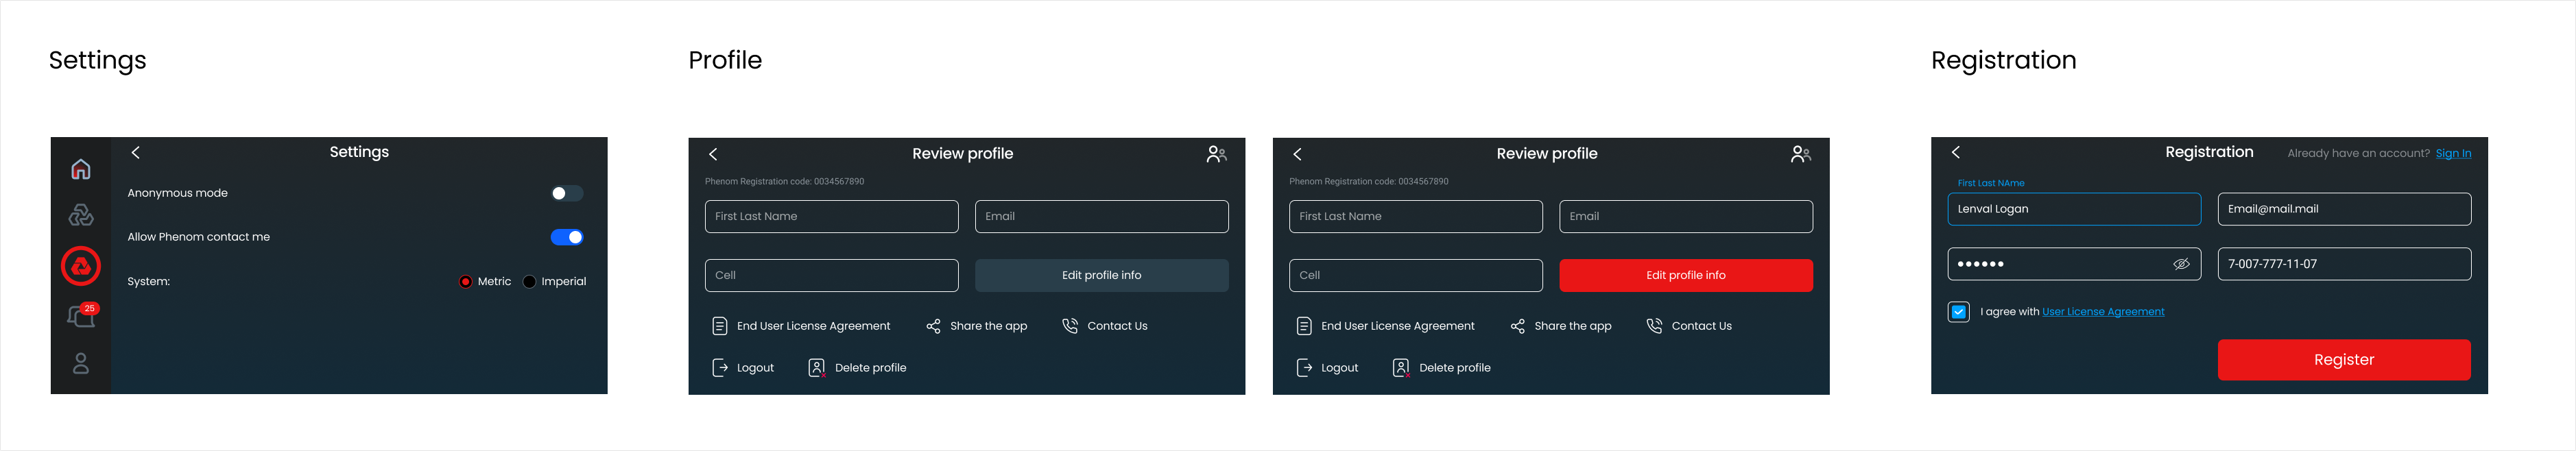 Settings
Profile
Registration
Settings
Anonymous mode
Allow Phenom contact me
System:
Metric
Imperial
25
Review profile
Phenom Registration code: 0034567890
First Last Name
Email
Cell
Edit profile info
End User License Agreement
Share the app
Contact Us
Logout
Delete profile
Review profile
Phenom Registration code: 0034567890
First Last Name
Email
Cell
Edit profile info
End User License Agreement
Share the app
Contact Us
Logout
Delete profile
Registration
Already have an account? Sign In
First Last NAme
Lenval Logan
Email@mail.mail
7-007-777-11-07
I agree with User License Agreement
Register